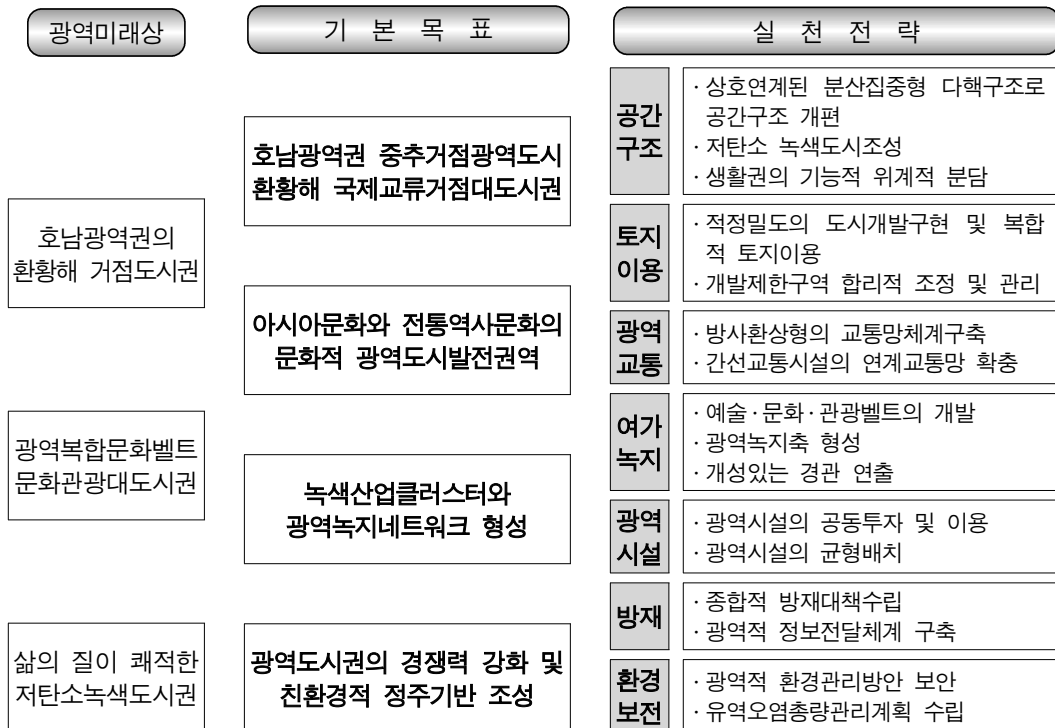 광역미래상
호남광역권의
환황해 거점도시권
광역복합문화벨트
문화관광대도시권
삶의 질이 쾌적한
저탄소녹색도시권
기 본 목 표
호남광역권 중추거점광역도시
환황해 국제교류거점대도시권
아시아문화와 전통역사문화의
문화적 광역도시발전권역
녹색산업클러스터와
광역녹지네트워크 형성
광역도시권의 경쟁력 강화 및
친환경적 정주기반 조성
실 천 전 략
공간
구조
· 상호연계된 분산집중형 다핵구조로
공간구조 개편
· 저탄소 녹색도시조성
· 생활권의 기능적 위계적 분담
토지
이용
· 적정밀도의 도시개발구현 및 복합
적 토지이용
· 개발제한구역 합리적 조정 및 관리
광역
교통
· 방사환상형의 교통망체계구축
· 간선교통시설의 연계교통망 확충
여가
녹지
· 예술·문화·관광벨트의 개발
· 광역녹지축 형성
· 개성있는 경관 연출
광역
시설
· 광역시설의 공동투자 및 이용
· 광역시설의 균형배치
방재
· 종합적 방재대책수립
· 광역적 정보전달체계 구축
환경
보전
· 광역적 환경관리방안 보안
· 유역오염총량관리계획 수립